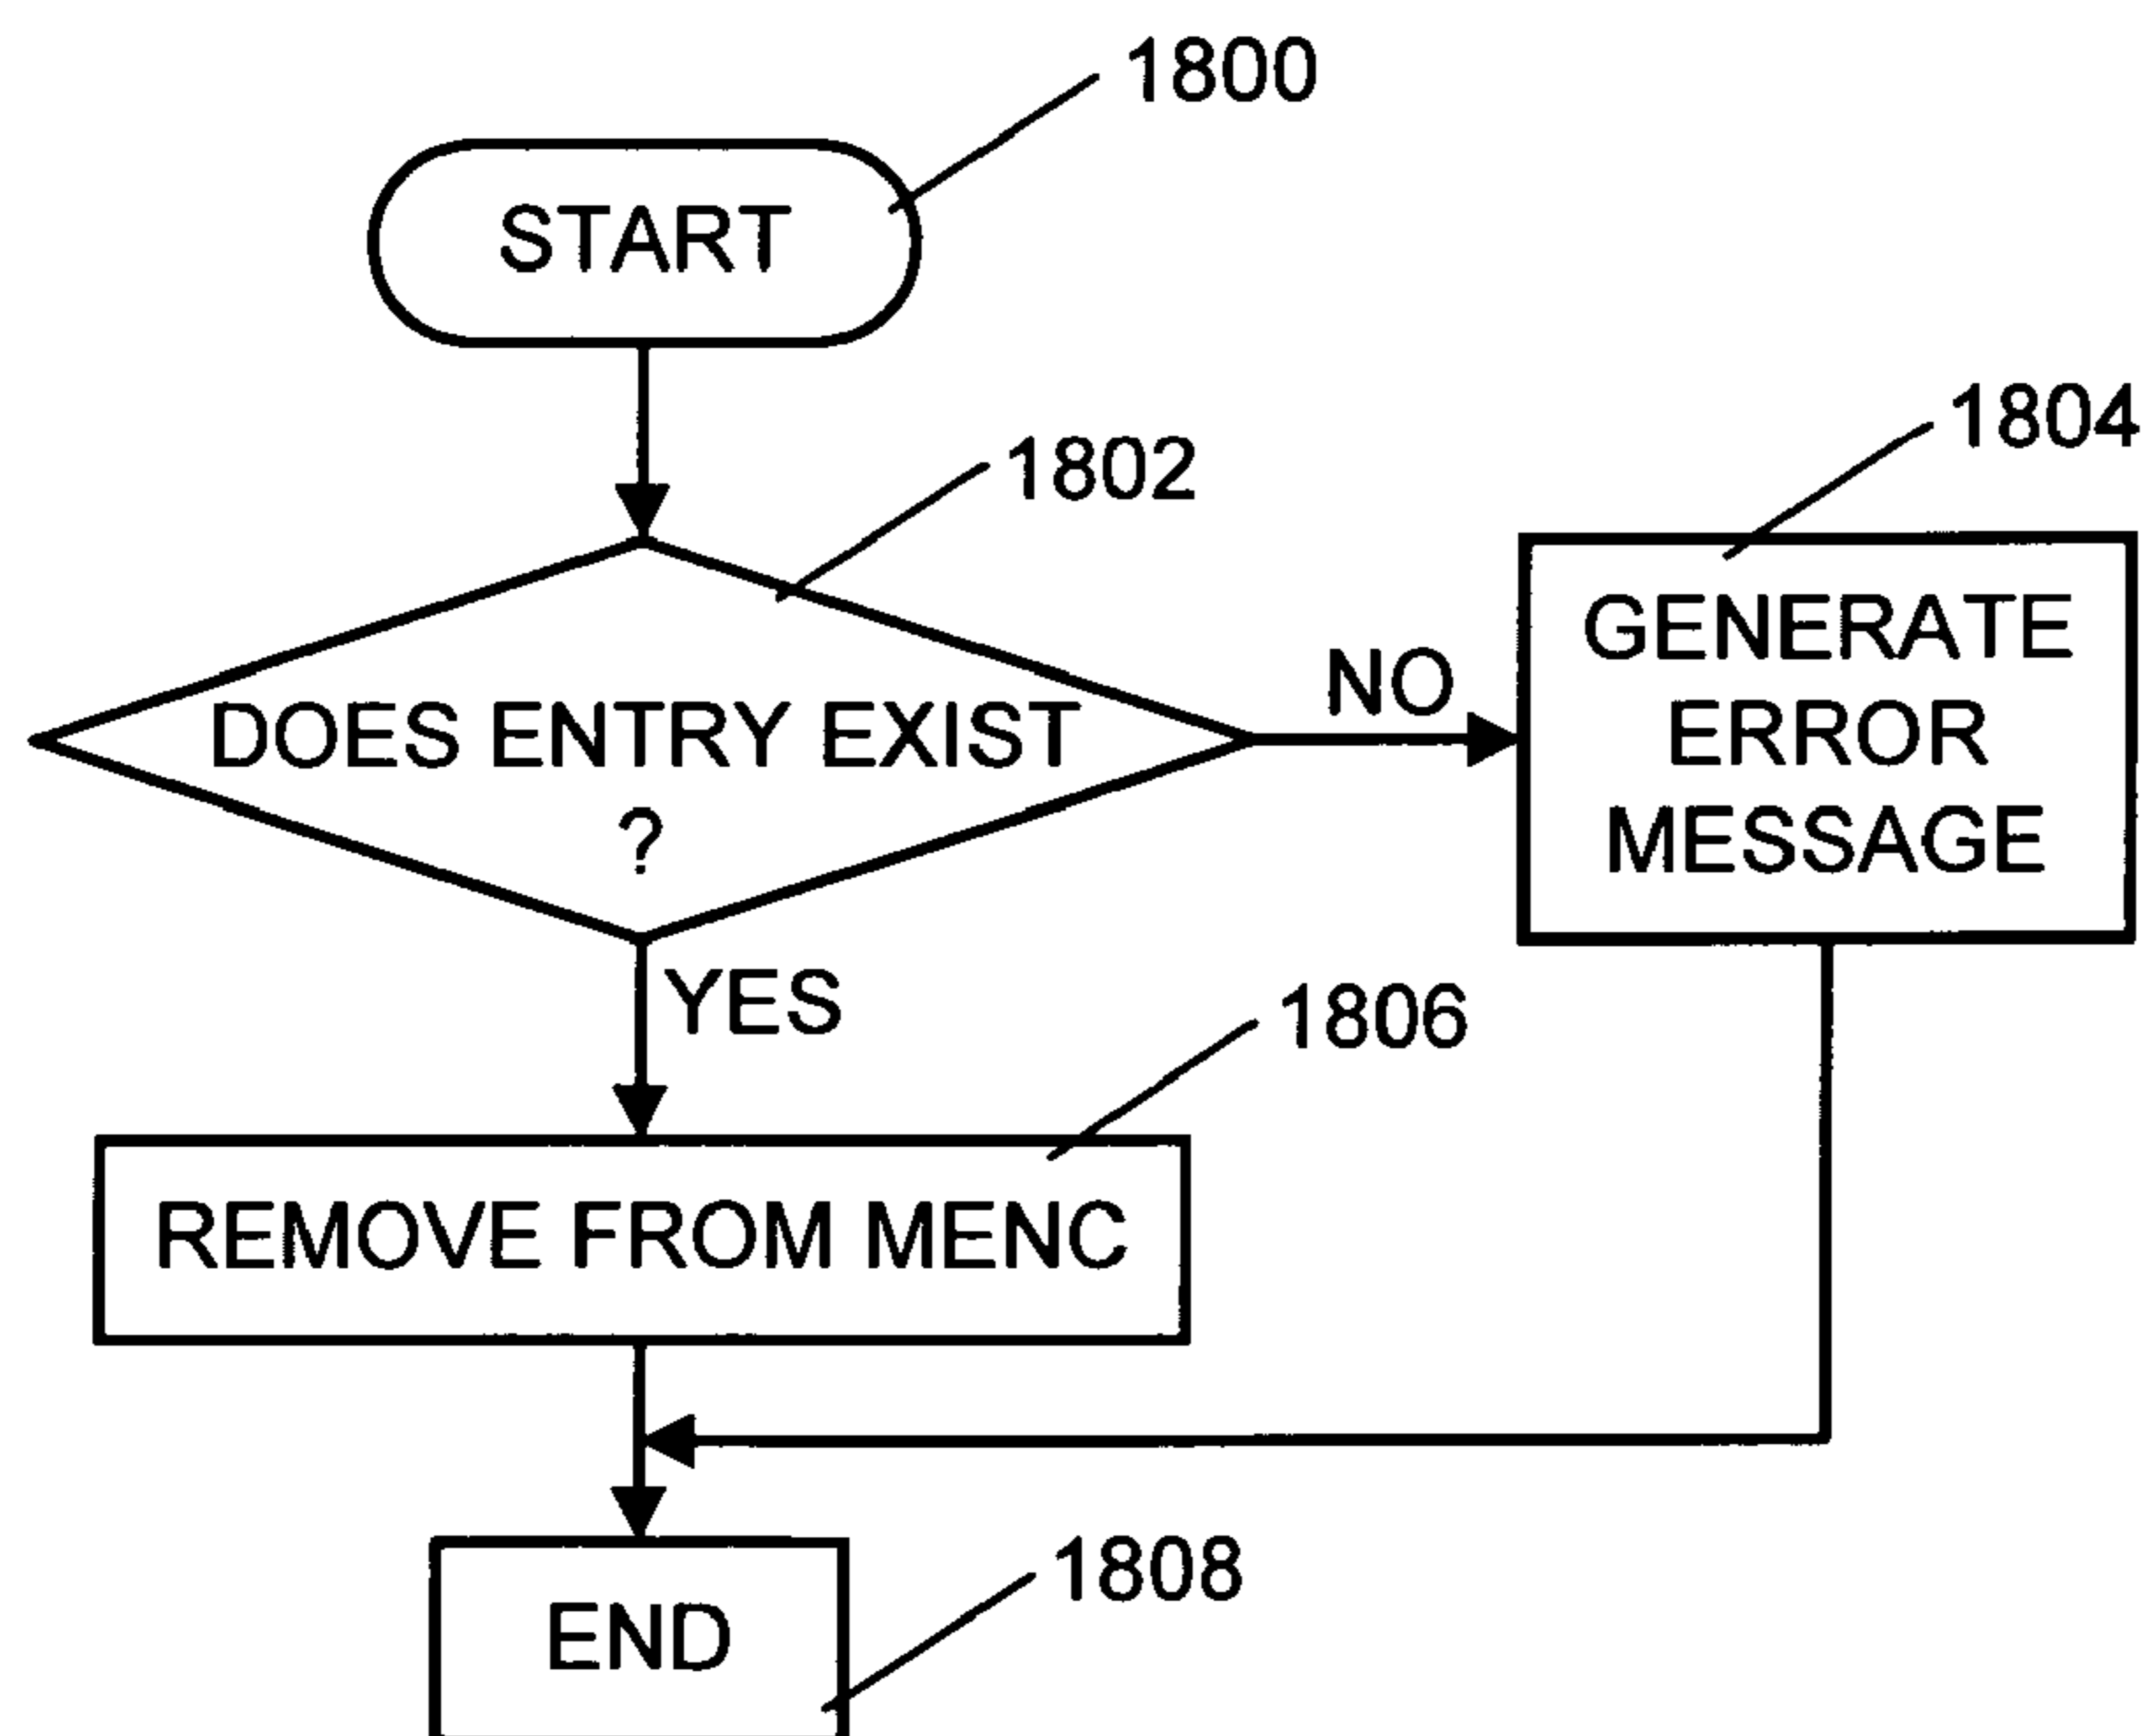 1800
START
1802
1804
DOES ENTRY EXIST
?
NO
GENERATE
ERROR
MESSAGE
YES
1806
REMOVE FROM MENC
1808
END